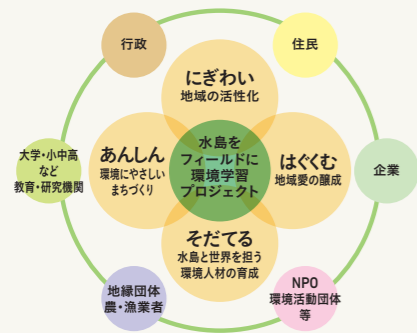 行政
住民
にぎわい
地域の活性化
大学・小中高
など
教育・研究機関
あんしん
環境にやさしい
まちづくり
水島を
フィールドに
環境学習
プロジェクト
はぐくむ
地域愛の醸成
企業
そだてる
水島と世界を担う
環境人材の育成
地縁団体
農・漁業者
NPO
環境活動団体
等